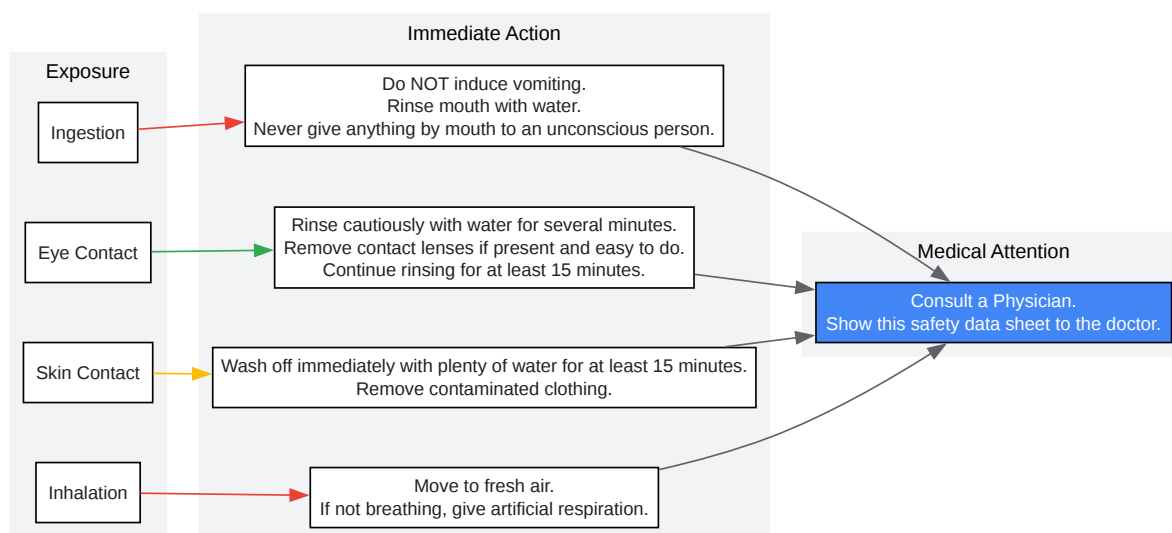 Exposure
Ingestion
Eye Contact
Skin Contact
Inhalation
Immediate Action
Do NOT induce vomiting.
Rinse mouth with water.
Never give anything by mouth to an unconscious person.
Rinse cautiously with water for several minutes.
Remove contact lenses if present and easy to do.
Continue rinsing for at least 15 minutes.
Wash off immediately with plenty of water for at least 15 minutes.
Remove contaminated clothing.
Move to fresh air.
If not breathing, give artificial respiration.
Medical Attention
Consult a Physician.
Show this safety data sheet to the doctor.